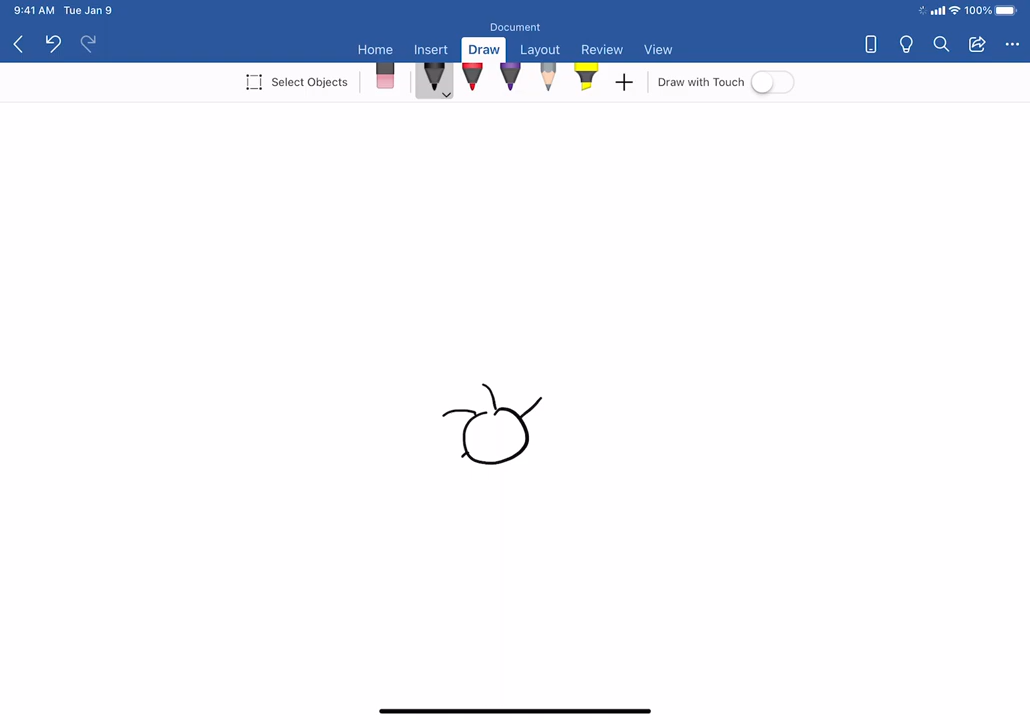 9:41 AM Tue Jan 9 100%
Document
Home Insert Draw Layout Review View
Select Objects Draw with Touch